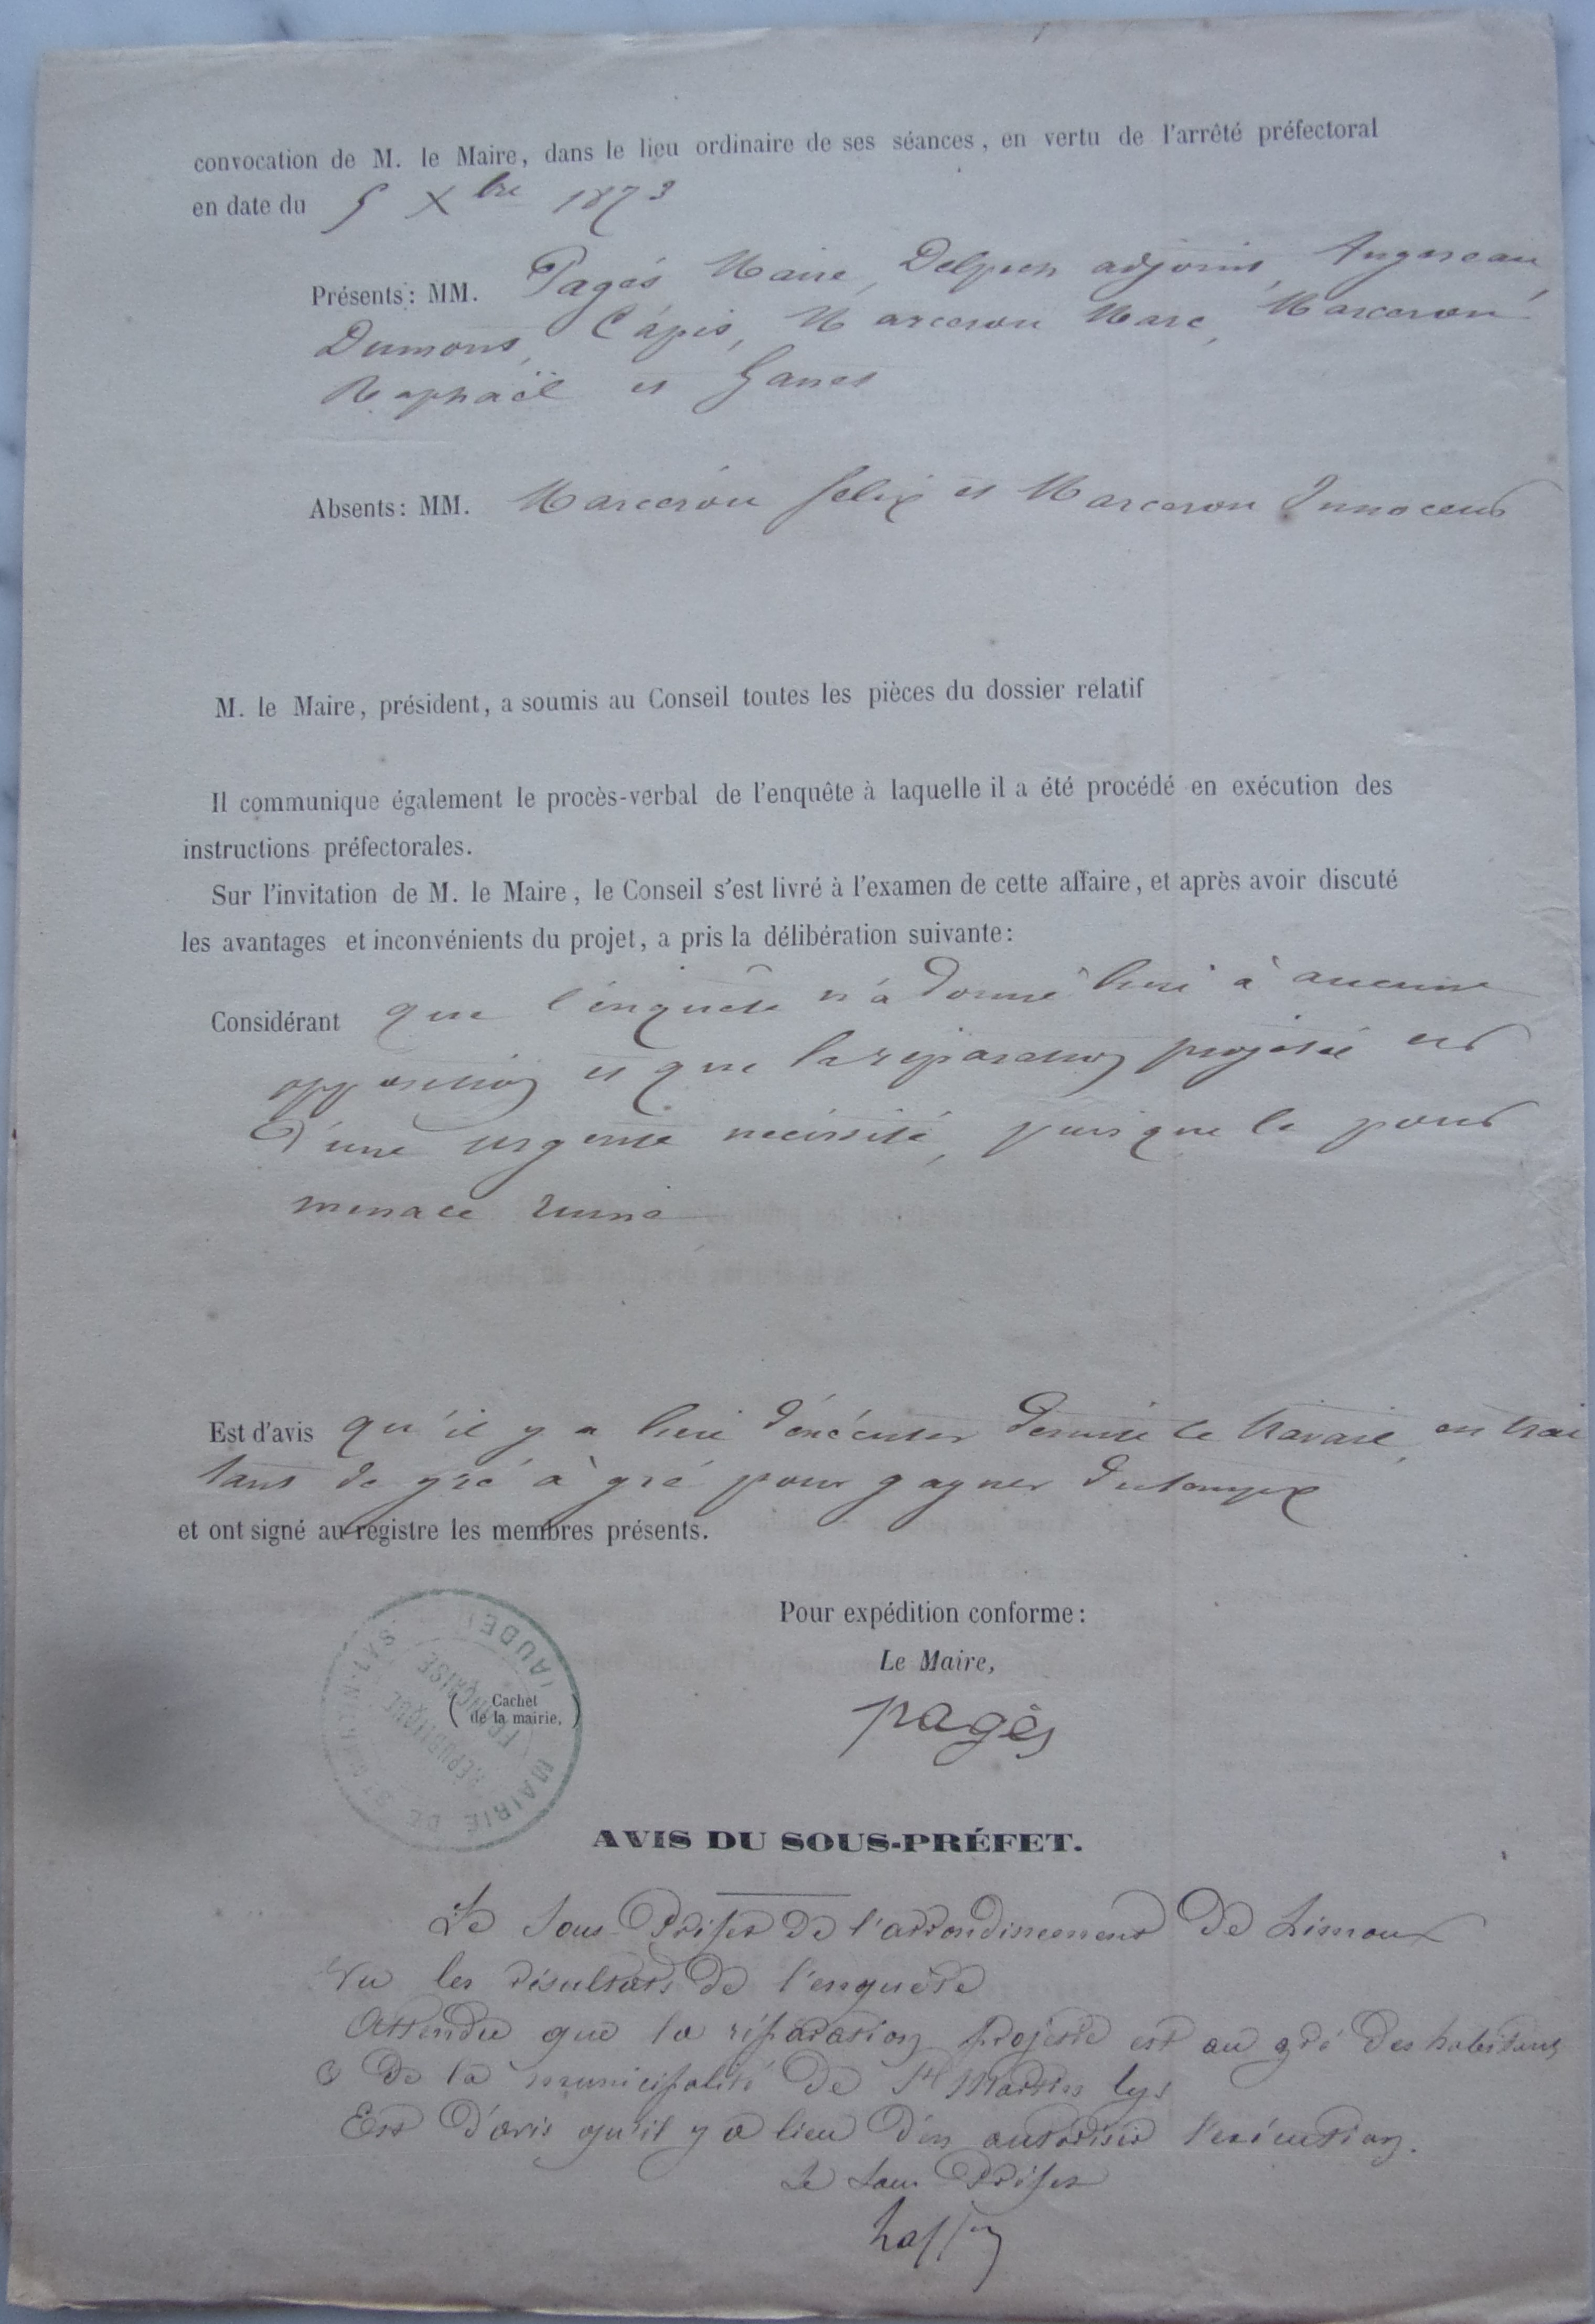 convocation de M. le Maire, dans le lieu ordinaire de ses séances, en vertu de l'arrêté préfectoral
en date du 5 Xbre 1873
Présents: MM. Pagès Maire, Delpech adjoint, Augereau
Dumons, Capis, Marceron Marc, Marceron
Raphaël et
Absents: MM. Marceron felix et Marceron Innocent
M. le Maire, président, a soumis au Conseil toutes les pièces du dossier relatif
Il communique également le procès-verbal de l'enquête à laquelle il a été procédé en exécution des
instructions préfectorales.
Sur l'invitation de M. le Maire, le Conseil s'est livré à l'examen de cette affaire, et après avoir discuté
les avantages et inconvénients du projet, a pris la délibération suivante:
Considérant que l'enquête n'a donné lieu à aucune
opposition et que la réparation projetée est
d'une urgente nécessité, puisque le pont
menace ruine
Est d'avis qu'il y a lieu d'exécuter de suite le travail, en trai
tant de gré à gré pour gagner du temps
et ont signé au registre les membres présents.
Pour expédition conforme:
Le Maire,
pagès
(Cachet
de la mairie.)
MAIRIE DE ST MARTIN-LYS (AUDE)
RÉPUBLIQUE
FRANÇAISE
AVIS DU SOUS-PRÉFET.
Le Sous Préfet de l'arrondissement de Limoux
Vu les résultats de l'enquête
Attendu que la réparation projetée est au gré des habitants
& de la municipalité de St Martin lys
Est d'avis qu'il y a lieu d'en autoriser l'exécution.
Le Sous Préfet